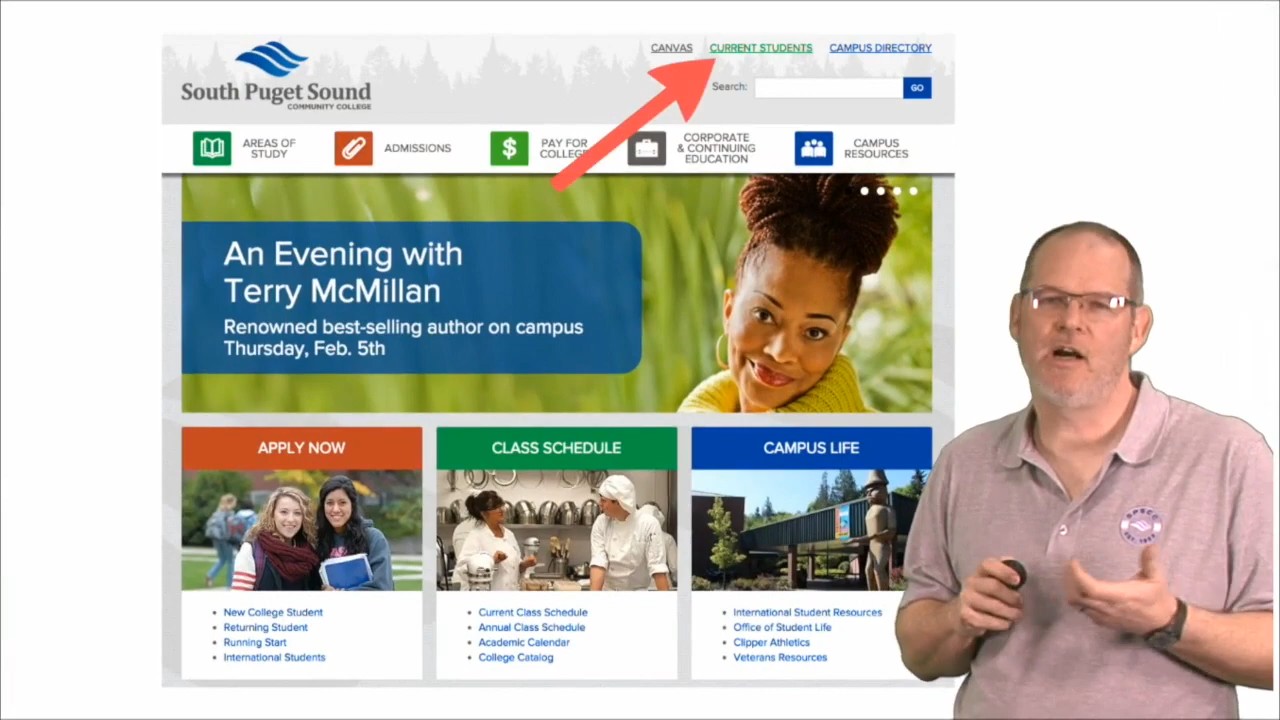 CANVAS
CURRENT STUDENTS
CAMPUS DIRECTORY
South Puget Sound
COMMUNITY COLLEGE
Search:
GO
AREAS OF
STUDY
ADMISSIONS
$
PAY FOR
COLLEGE
CORPORATE
& CONTINUING
EDUCATION
CAMPUS
RESOURCES
An Evening with
Terry McMillan
Renowned best-selling author on campus
Thursday, Feb. 5th
APPLY NOW
New College Student
Returning Student
Running Start
International Students
CLASS SCHEDULE
Current Class Schedule
Annual Class Schedule
Academic Calendar
College Catalog
CAMPUS LIFE
International Student Resources
Office of Student Life
Clipper Athletics
Veterans Resources
SPSCC